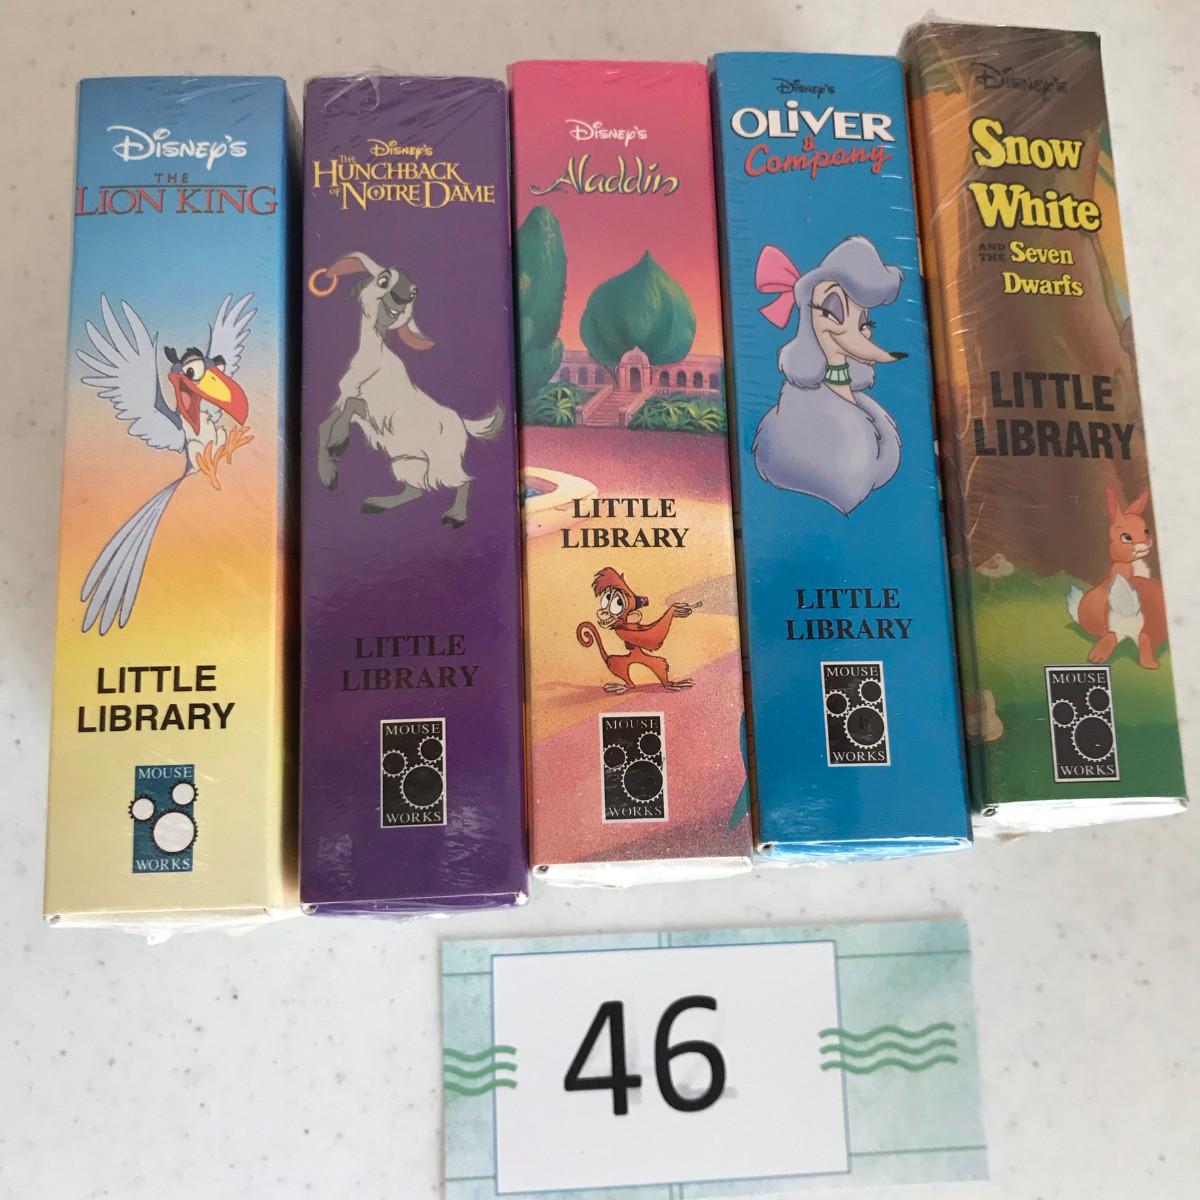 Disney's
THE
LION KING
LITTLE
LIBRARY
MOUSE
WORKS
Disney's
THE
HUNCHBACK
OF NOTRE DAME
LITTLE
LIBRARY
MOUSE
WORKS
Disney's
Aladdin
LITTLE
LIBRARY
MOUSE
WORKS
Disney's
OLiVER
&
Company
LITTLE
LIBRARY
MOUSE
WORKS
Disney's
Snow
White
AND THE Seven
Dwarfs
LITTLE
LIBRARY
MOUSE
WORKS
46